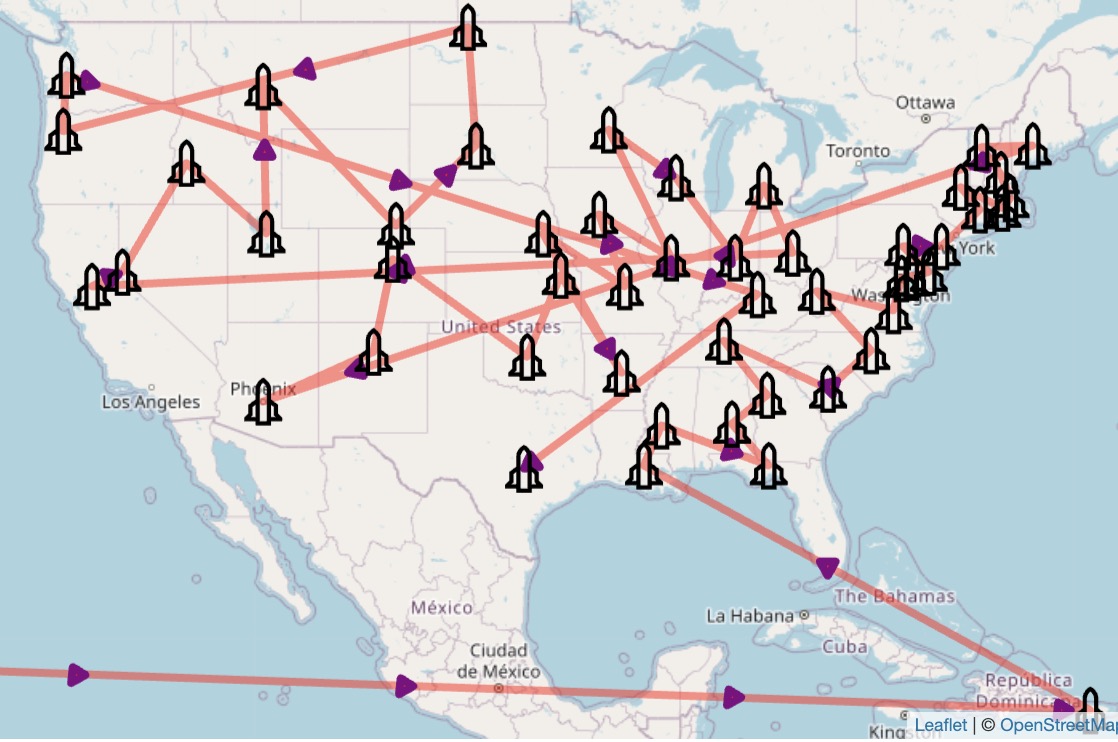 Ottawa
Toronto
York
Washington
United States
Phoenix
Los Angeles
The Bahamas
México
La Habana
Cuba
Ciudad
de México
República
Dominicana
Leaflet | © OpenStreetMap